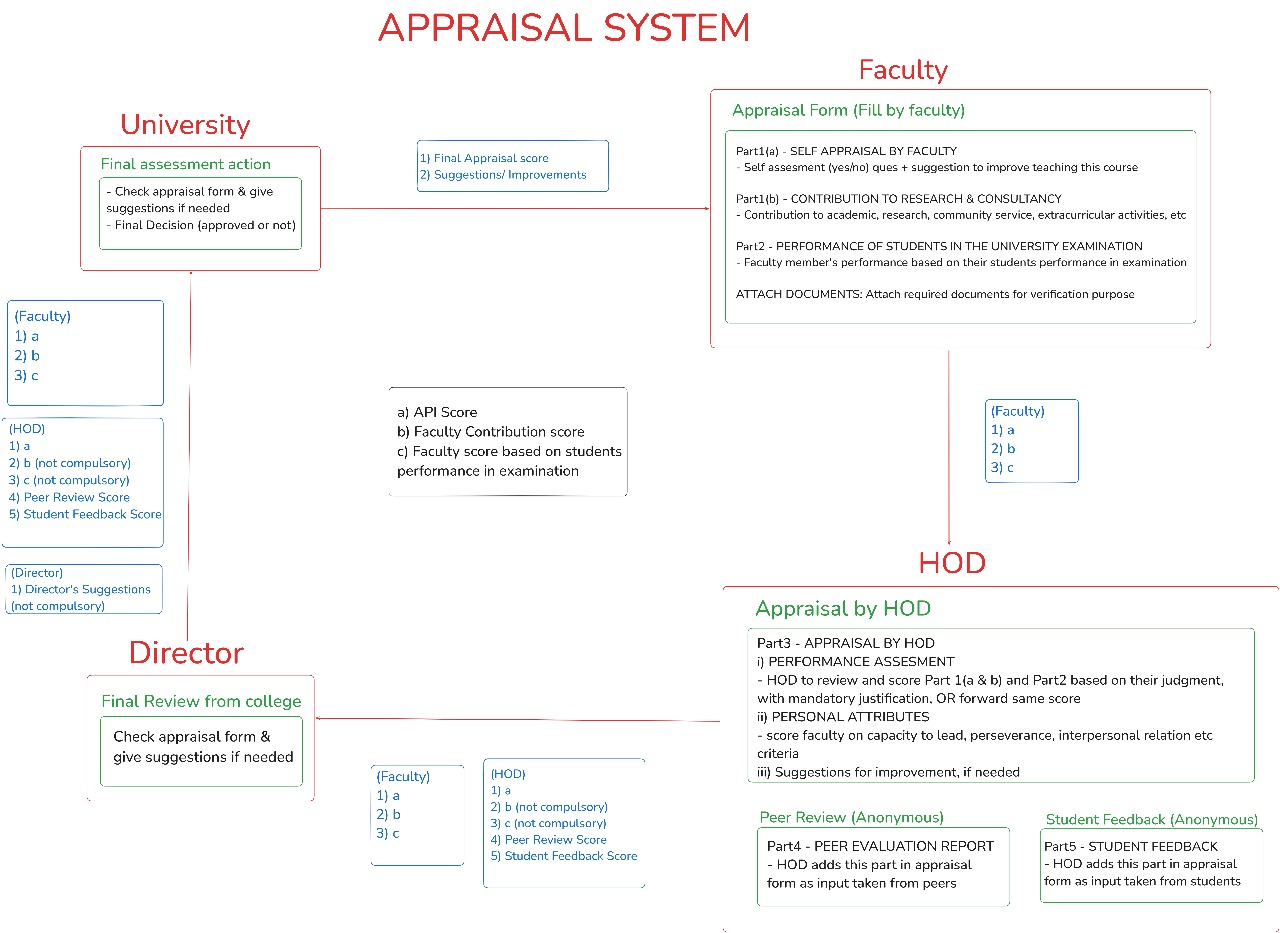 APPRAISAL SYSTEM
Faculty
Appraisal Form (Fill by faculty)
Part1(a) - SELF APPRAISAL BY FACULTY
- Self assesment (yes/no) ques + suggestion to improve teaching this course
Part1(b) - CONTRIBUTION TO RESEARCH & CONSULTANCY
- Contribution to academic, research, community service, extracurricular activities, etc
Part2 - PERFORMANCE OF STUDENTS IN THE UNIVERSITY EXAMINATION
- Faculty member's performance based on their students performance in examination
ATTACH DOCUMENTS: Attach required documents for verification purpose
University
Final assessment action
- Check appraisal form & give
suggestions if needed
- Final Decision (approved or not)
1) Final Appraisal score
2) Suggestions/ Improvements
(Faculty)
1) a
2) b
3) c
(HOD)
1) a
2) b (not compulsory)
3) c (not compulsory)
4) Peer Review Score
5) Student Feedback Score
(Director)
1) Director's Suggestions
(not compulsory)
a) API Score
b) Faculty Contribution score
c) Faculty score based on students
performance in examination
(Faculty)
1) a
2) b
3) c
HOD
Appraisal by HOD
Part3 - APPRAISAL BY HOD
i) PERFORMANCE ASSESMENT
- HOD to review and score Part 1(a & b) and Part2 based on their judgment,
with mandatory justification, OR forward same score
ii) PERSONAL ATTRIBUTES
- score faculty on capacity to lead, perseverance, interpersonal relation etc
criteria
iii) Suggestions for improvement, if needed
Peer Review (Anonymous)
Part4 - PEER EVALUATION REPORT
- HOD adds this part in appraisal
form as input taken from peers
Student Feedback (Anonymous)
Part5 - STUDENT FEEDBACK
- HOD adds this part in appraisal
form as input taken from students
Director
Final Review from college
Check appraisal form &
give suggestions if needed
(Faculty)
1) a
2) b
3) c
(HOD)
1) a
2) b (not compulsory)
3) c (not compulsory)
4) Peer Review Score
5) Student Feedback Score